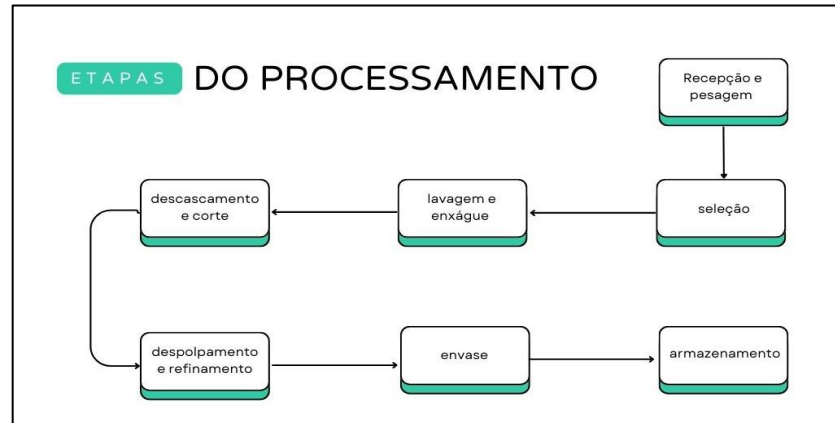 ETAPAS DO PROCESSAMENTO
Recepção e
pesagem
seleção
lavagem e
enxágue
descascamento
e corte
despolpamento
e refinamento
envase
armazenamento